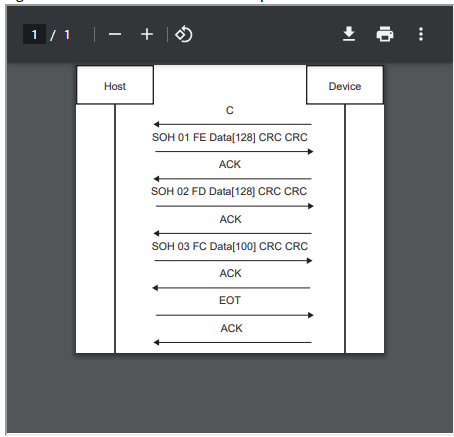 1 / 1
Host
Device
C
SOH 01 FE Data[128] CRC CRC
ACK
SOH 02 FD Data[128] CRC CRC
ACK
SOH 03 FC Data[100] CRC CRC
ACK
EOT
ACK